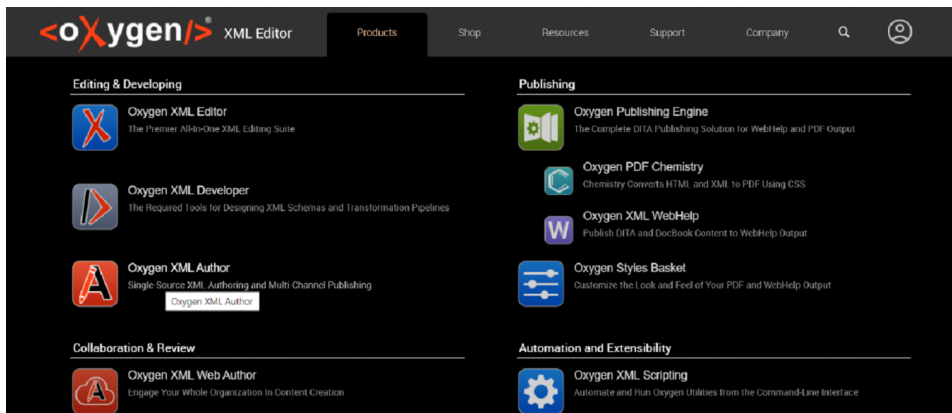 <oXygen/>® XML Editor
Products
Shop
Resources
Support
Company
Editing & Developing
Oxygen XML Editor
The Premier All-In-One XML Editing Suite
Oxygen XML Developer
The Required Tools for Designing XML Schemas and Transformation Pipelines
Oxygen XML Author
Single Source XML Authoring and Multi-Channel Publishing
Oxygen XML Author
Collaboration & Review
Oxygen XML Web Author
Engage Your Whole Organization In Content Creation
Publishing
Oxygen Publishing Engine
The Complete DITA Publishing Solution for WebHelp and PDF Output
Oxygen PDF Chemistry
Chemistry Converts HTML and XML to PDF Using CSS
W
Oxygen XML WebHelp
Publish DITA and DocBook Content to WebHelp Output
Oxygen Styles Basket
Customize the Look and Feel of Your PDF and WebHelp Output
Automation and Extensibility
Oxygen XML Scripting
Automate and Run Oxygen Utilities from the Command-Line Interface